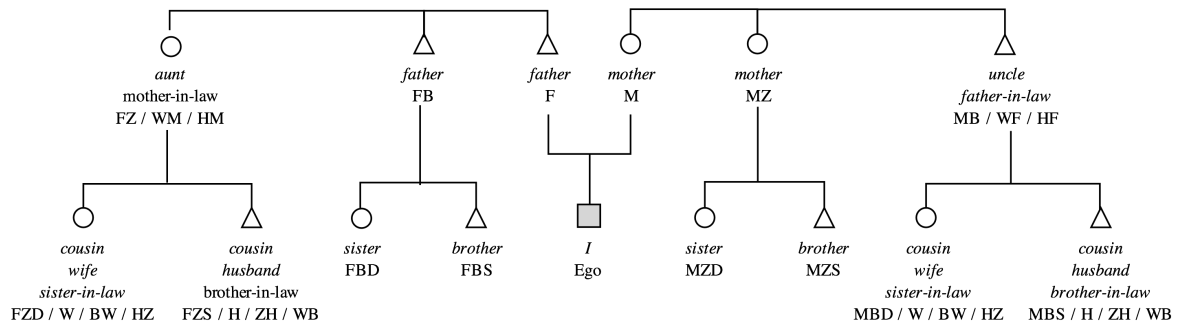 aunt
mother-in-law
FZ / WM / HM
father
FB
father
F
mother
M
mother
MZ
uncle
father-in-law
MB / WF / HF
cousin
wife
sister-in-law
FZD / W / BW / HZ
cousin
husband
brother-in-law
FZS / H / ZH / WB
sister
FBD
brother
FBS
I
Ego
sister
MZD
brother
MZS
cousin
wife
sister-in-law
MBD / W / BW / HZ
cousin
husband
brother-in-law
MBS / H / ZH / WB